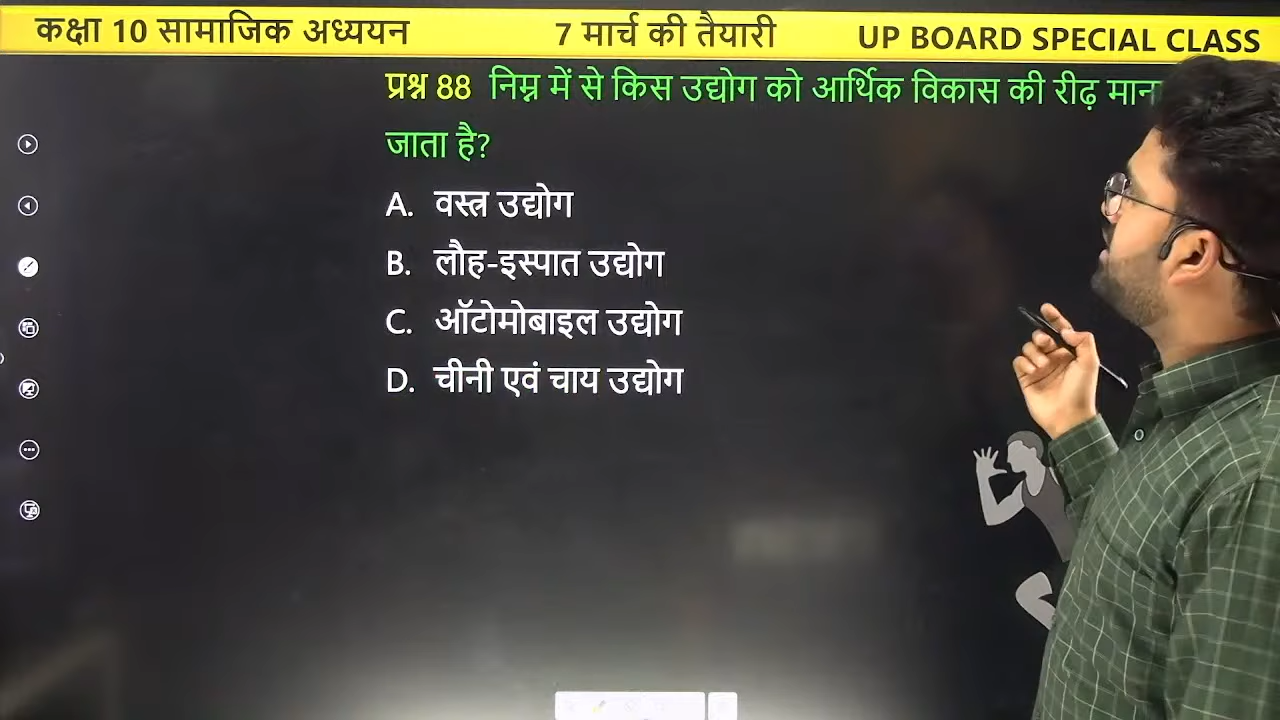 कक्षा 10 सामाजिक अध्ययन 7 मार्च की तैयारी UP BOARD SPECIAL CLASS
प्रश्न 88 निम्न में से किस उद्योग को आर्थिक विकास की रीढ़ मान
जाता है?
A. वस्त्र उद्योग
B. लौह-इस्पात उद्योग
C. ऑटोमोबाइल उद्योग
D. चीनी एवं चाय उद्योग